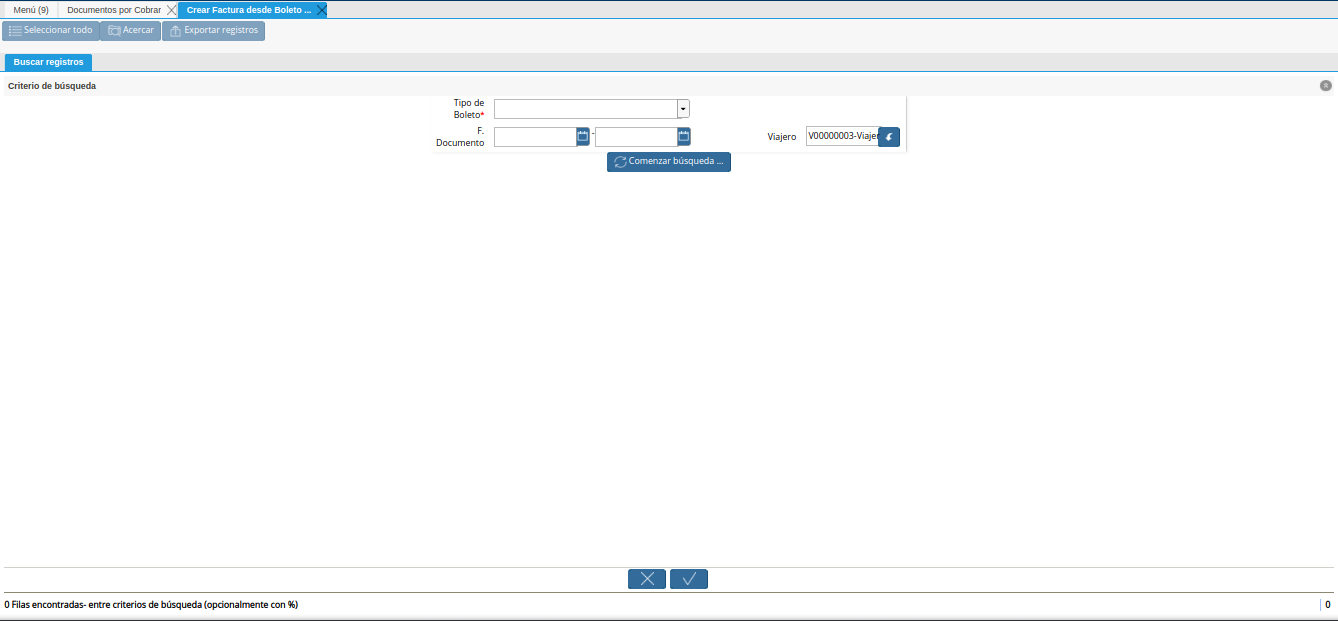 Menú (9) Documentos por Cobrar Crear Factura desde Boleto ...
Seleccionar todo Acercar Exportar registros
Buscar registros
Criterio de búsqueda
Tipo de
Boleto*
F.
Documento
-
Viajero V00000003-Viajer
Comenzar búsqueda ...
0 Filas encontradas- entre criterios de búsqueda (opcionalmente con %) 0